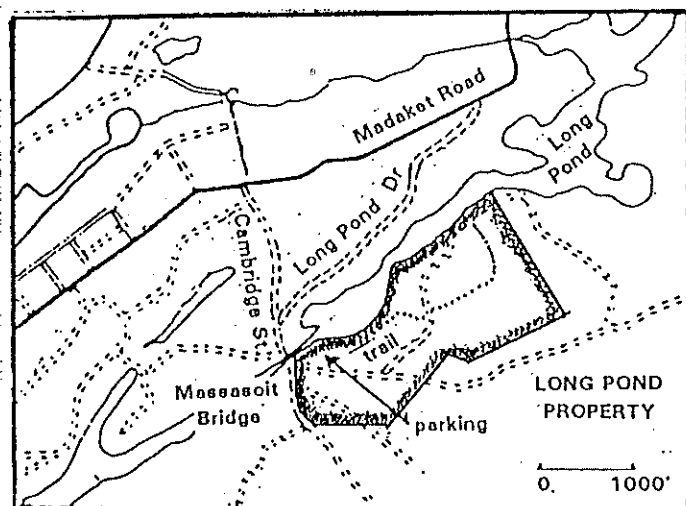 Madaket Road
Long
Pond
Long Pond Dr
Cambridge St.
trail
Massasoit
Bridge
parking
LONG POND
PROPERTY
0 1000'